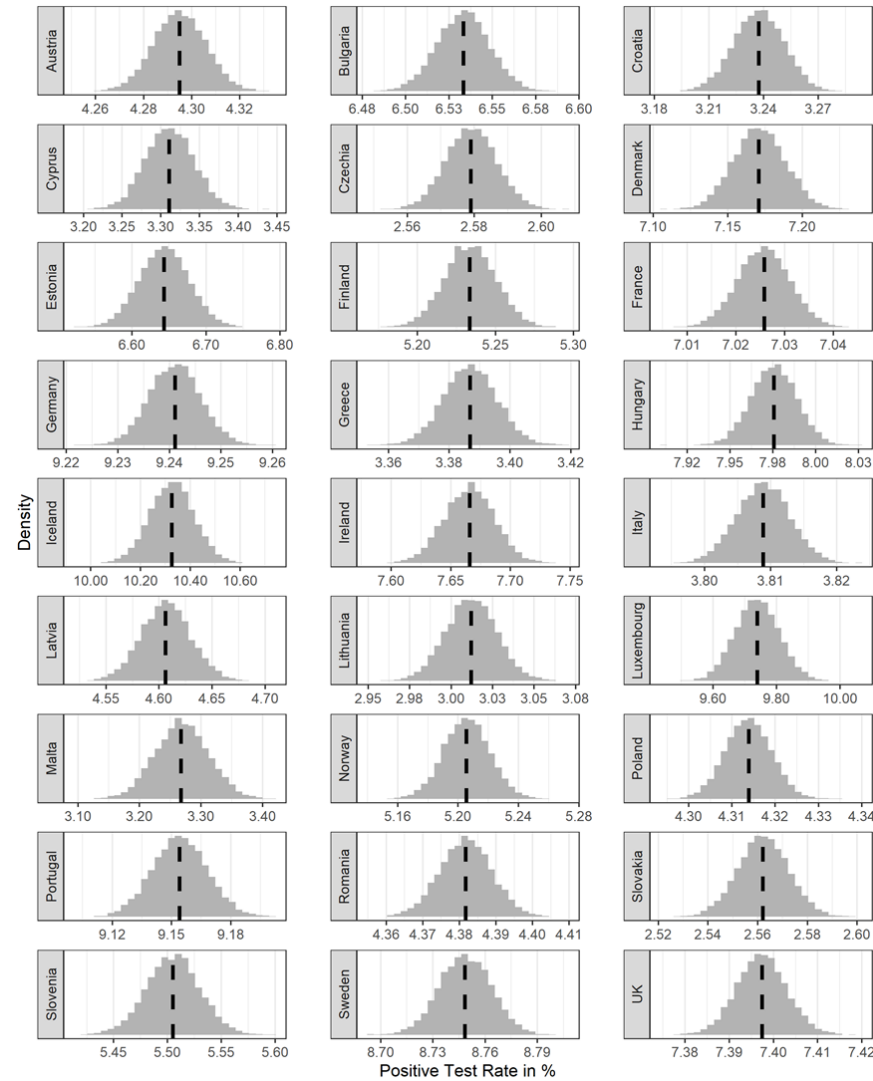 Austria
4.26 4.28 4.30 4.32
Bulgaria
6.48 6.50 6.53 6.55 6.58 6.60
Croatia
3.18 3.21 3.24 3.27
Cyprus
3.20 3.25 3.30 3.35 3.40 3.45
Czechia
2.56 2.58 2.60
Denmark
7.10 7.15 7.20
Estonia
6.60 6.70 6.80
Finland
5.20 5.25 5.30
France
7.01 7.02 7.03 7.04
Germany
9.22 9.23 9.24 9.25 9.26
Greece
3.36 3.38 3.40 3.42
Hungary
7.92 7.95 7.98 8.00 8.03
Density
Iceland
10.00 10.20 10.40 10.60
Ireland
7.60 7.65 7.70 7.75
Italy
3.80 3.81 3.82
Latvia
4.55 4.60 4.65 4.70
Lithuania
2.95 2.98 3.00 3.03 3.05 3.08
Luxembourg
9.60 9.80 10.00
Malta
3.10 3.20 3.30 3.40
Norway
5.16 5.20 5.24 5.28
Poland
4.30 4.31 4.32 4.33 4.34
Portugal
9.12 9.15 9.18
Romania
4.36 4.37 4.38 4.39 4.40 4.41
Slovakia
2.52 2.54 2.56 2.58 2.60
Slovenia
5.45 5.50 5.55 5.60
Sweden
8.70 8.73 8.76 8.79
UK
7.38 7.39 7.40 7.41 7.42
Positive Test Rate in %